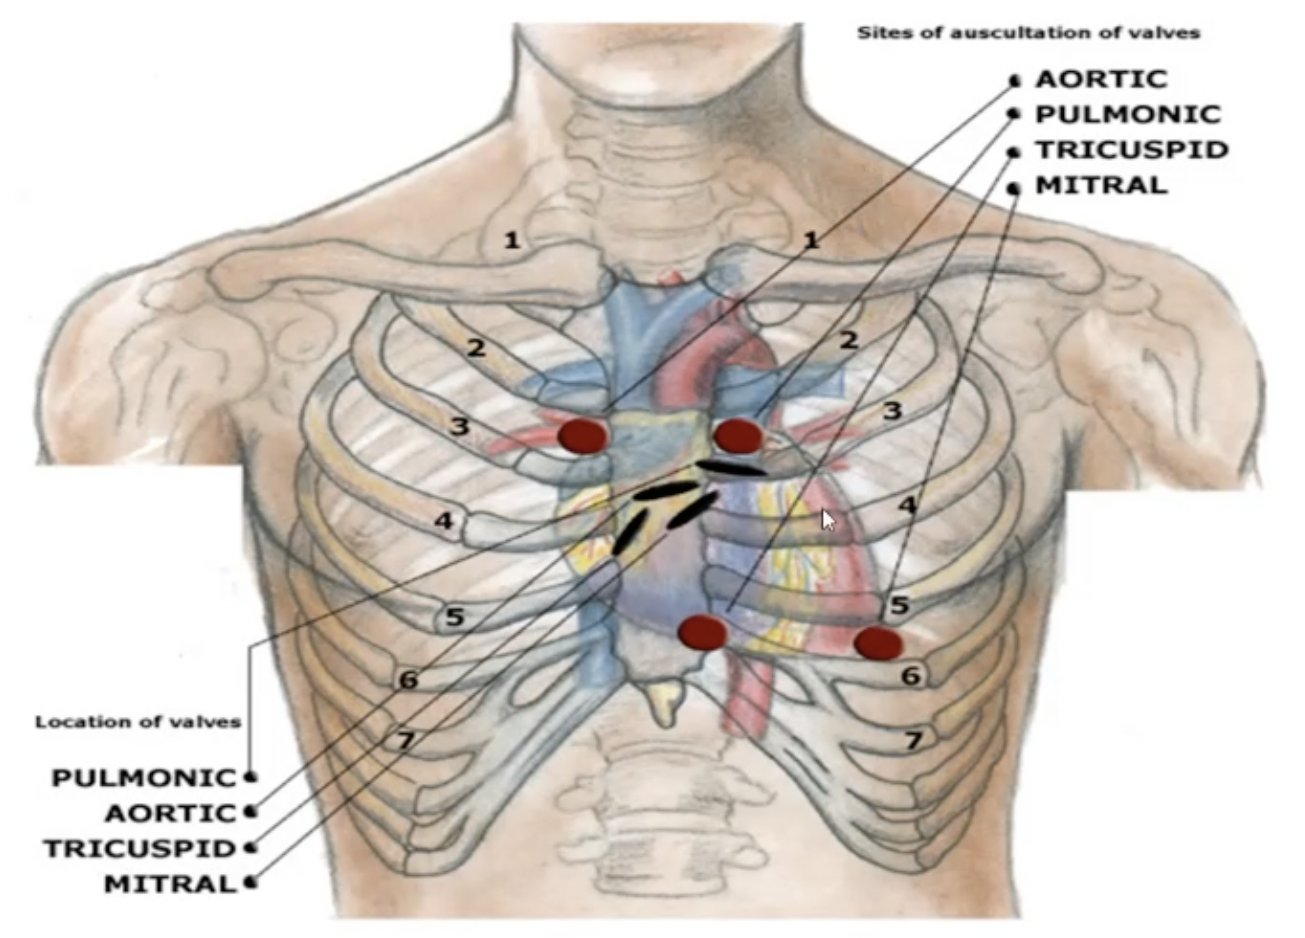 Sites of auscultation of valves
AORTIC
PULMONIC
TRICUSPID
MITRAL
1 1
2 2
3 3
4 4
5 5
6 6
7 7
Location of valves
PULMONIC
AORTIC
TRICUSPID
MITRAL